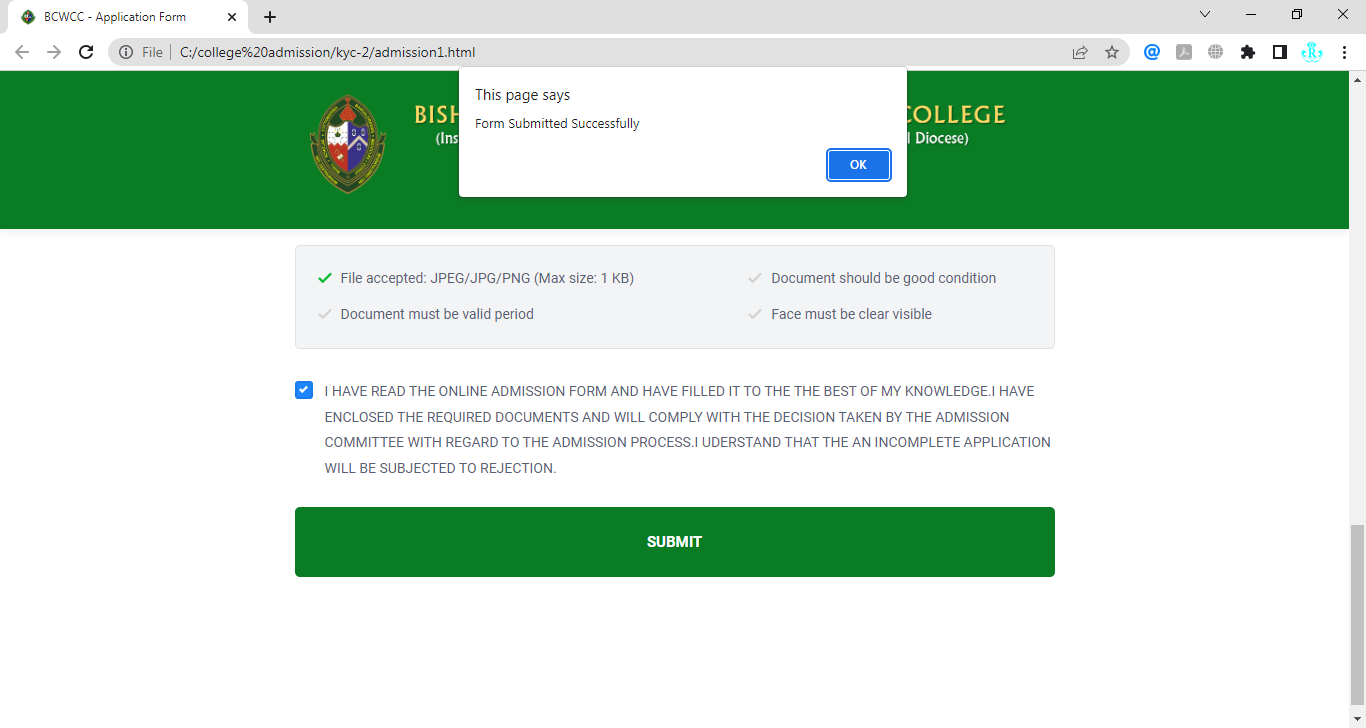 BCWCC - Application Form
File
C:/college%20admission/kyc-2/admission1.html
This page says
Form Submitted Successfully
OK
BISH
COLLEGE
(Ins
l Diocese)
File accepted: JPEG/JPG/PNG (Max size: 1 KB)
Document should be good condition
Document must be valid period
Face must be clear visible
I HAVE READ THE ONLINE ADMISSION FORM AND HAVE FILLED IT TO THE THE BEST OF MY KNOWLEDGE.I HAVE
ENCLOSED THE REQUIRED DOCUMENTS AND WILL COMPLY WITH THE DECISION TAKEN BY THE ADMISSION
COMMITTEE WITH REGARD TO THE ADMISSION PROCESS.I UDERSTAND THAT THE AN INCOMPLETE APPLICATION
WILL BE SUBJECTED TO REJECTION.
SUBMIT